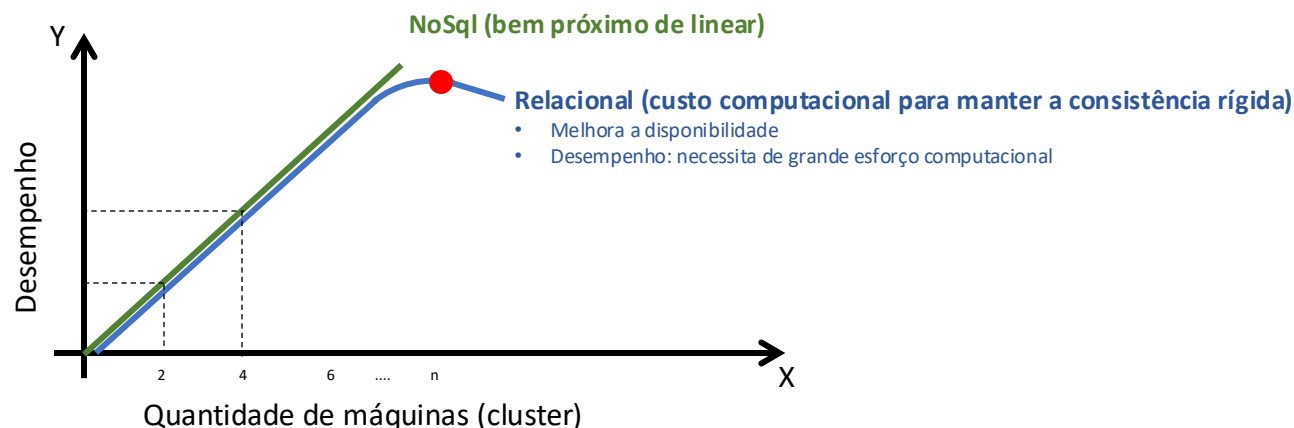 NoSql (bem próximo de linear)
Y
Relacional (custo computacional para manter a consistência rígida)
• Melhora a disponibilidade
• Desempenho: necessita de grande esforço computacional
Desempenho
2 4 6 .... n
X
Quantidade de máquinas (cluster)